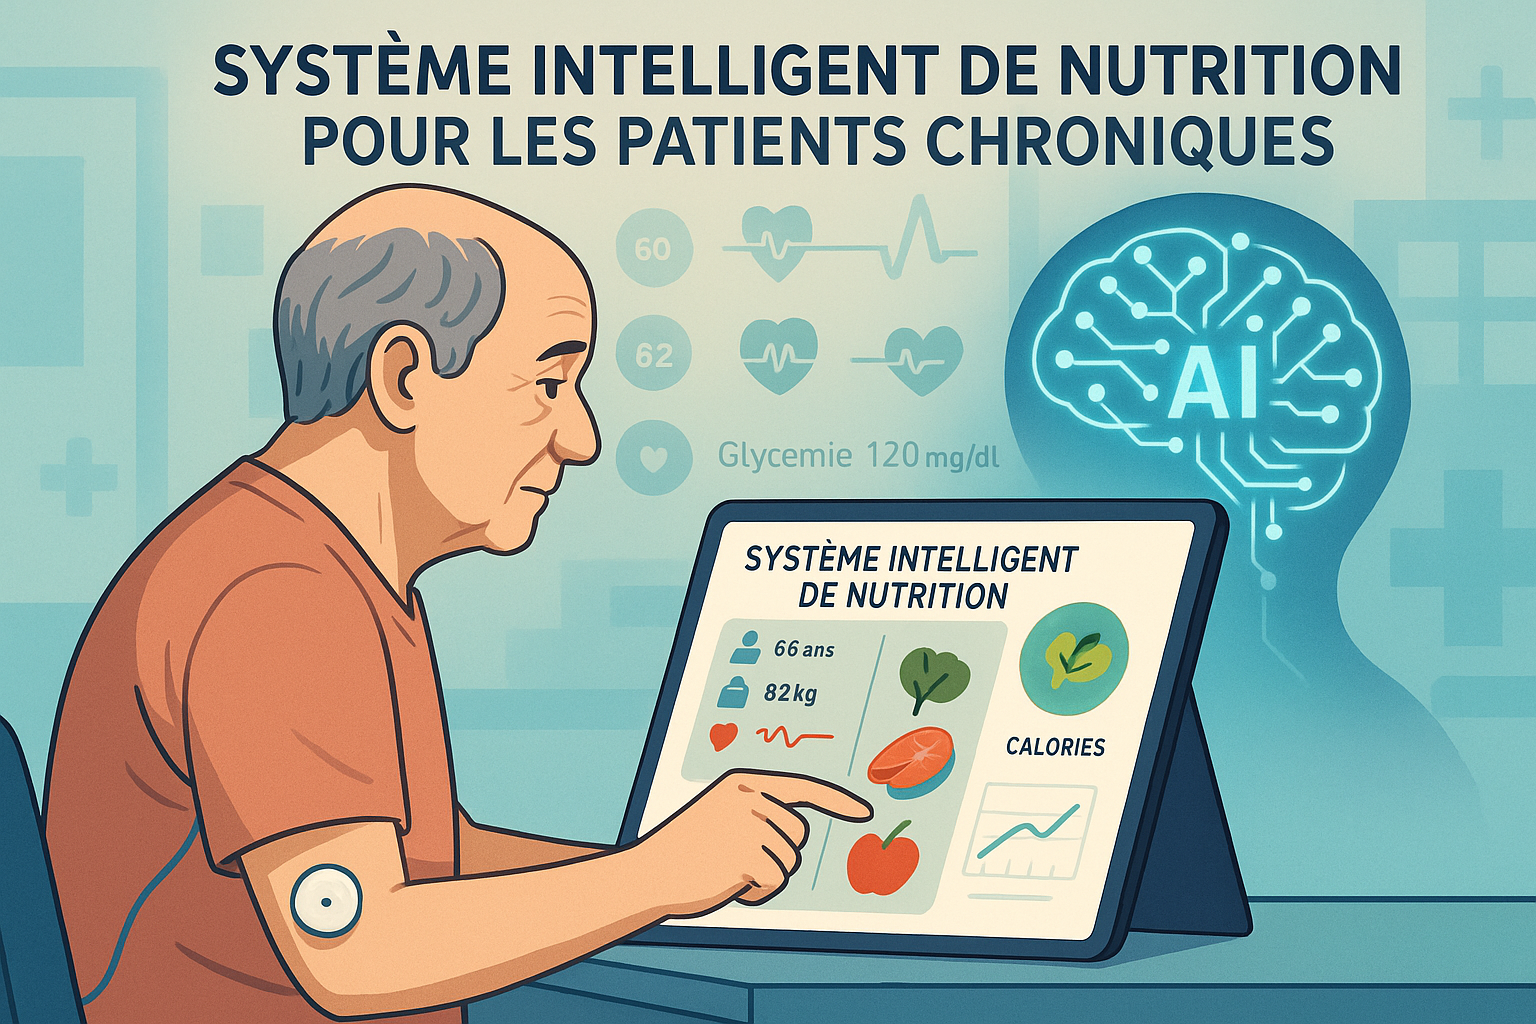 SYSTÈME INTELLIGENT DE NUTRITION
POUR LES PATIENTS CHRONIQUES
60
62
Glycemie 120 mg/dl
AI
SYSTÈME INTELLIGENT
DE NUTRITION
66 ans
82 kg
CALORIES